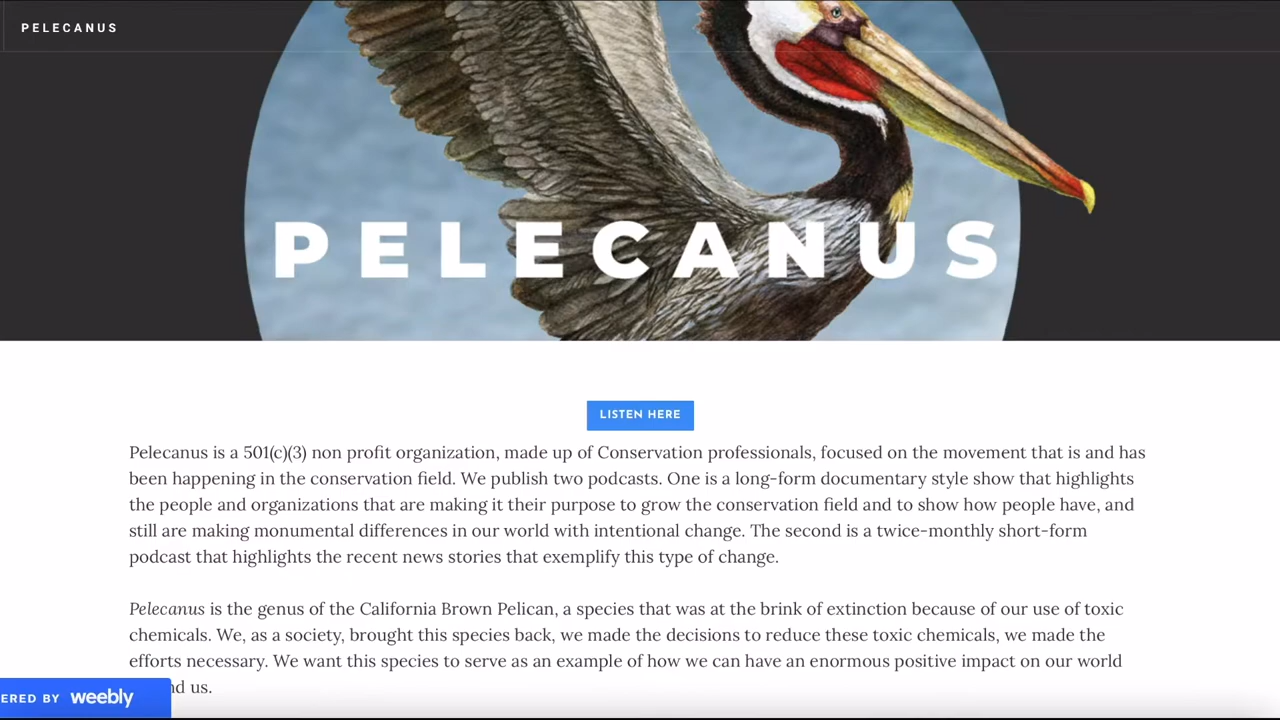 PELECANUS
PELECANUS
LISTEN HERE
Pelecanus is a 501(c)(3) non profit organization, made up of Conservation professionals, focused on the movement that is and has
been happening in the conservation field. We publish two podcasts. One is a long-form documentary style show that highlights
the people and organizations that are making it their purpose to grow the conservation field and to show how people have, and
still are making monumental differences in our world with intentional change. The second is a twice-monthly short-form
podcast that highlights the recent news stories that exemplify this type of change.
Pelecanus is the genus of the California Brown Pelican, a species that was at the brink of extinction because of our use of toxic
chemicals. We, as a society, brought this species back, we made the decisions to reduce these toxic chemicals, we made the
efforts necessary. We want this species to serve as an example of how we can have an enormous positive impact on our world
us.
BY weebly